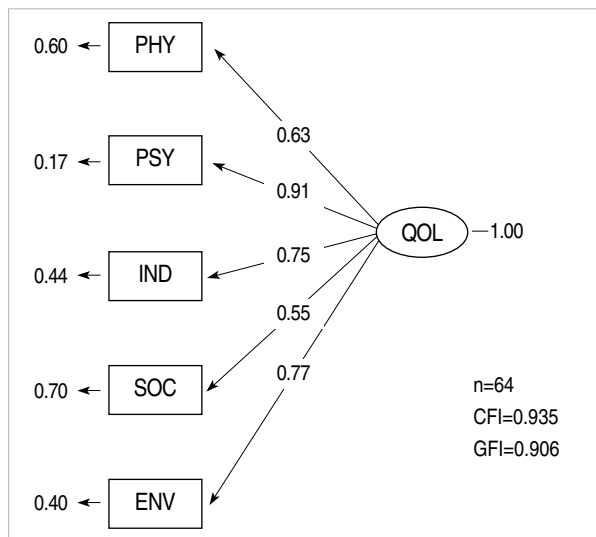 0.60 PHY
0.63
0.17 PSY
0.91
QOL 1.00
0.44 IND
0.75
0.55
0.70 SOC
0.77
n=64
CFI=0.935
GFI=0.906
0.40 ENV